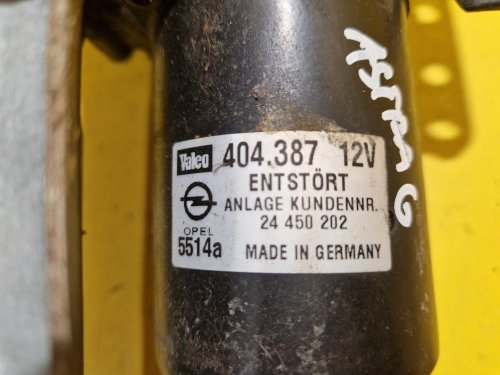 ASTRA G
Valeo 404.387 12V
ENTSTÖRT
ANLAGE KUNDENNR.
24 450 202
OPEL
5514a MADE IN GERMANY